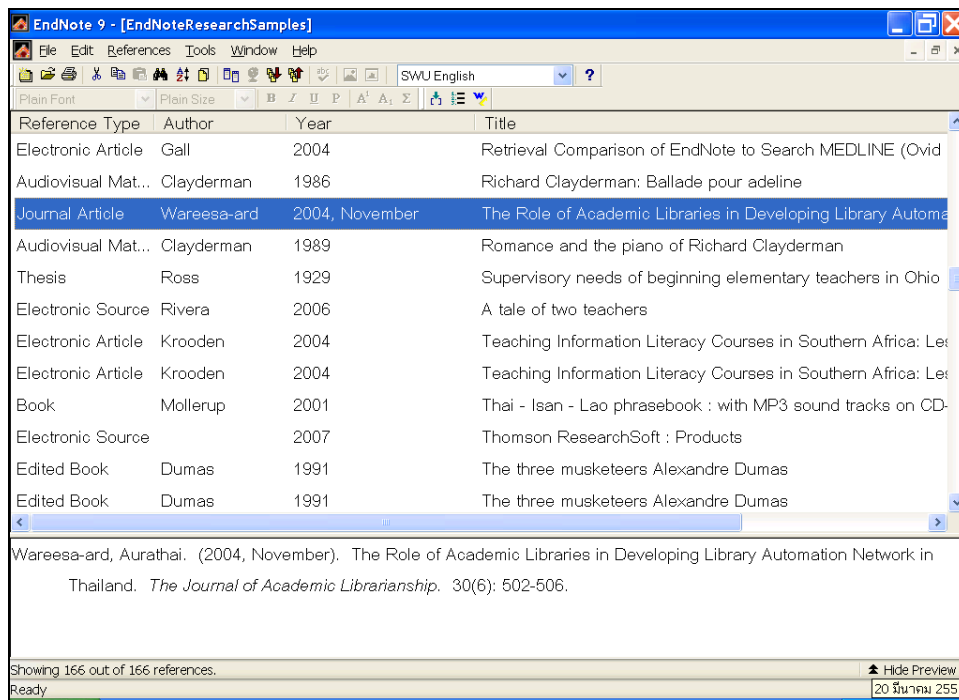 EndNote 9 - [EndNoteResearchSamples]
File Edit References Tools Window Help
SWU English
Plain Font Plain Size B I U P A¹ A₁ Σ
Reference Type Author Year Title
Electronic Article Gall 2004 Retrieval Comparison of EndNote to Search MEDLINE (Ovid
Audiovisual Mat... Clayderman 1986 Richard Clayderman: Ballade pour adeline
Journal Article Wareesa-ard 2004, November The Role of Academic Libraries in Developing Library Automa
Audiovisual Mat... Clayderman 1989 Romance and the piano of Richard Clayderman
Thesis Ross 1929 Supervisory needs of beginning elementary teachers in Ohio
Electronic Source Rivera 2006 A tale of two teachers
Electronic Article Krooden 2004 Teaching Information Literacy Courses in Southern Africa: Les
Electronic Article Krooden 2004 Teaching Information Literacy Courses in Southern Africa: Les
Book Mollerup 2001 Thai - Isan - Lao phrasebook : with MP3 sound tracks on CD-
Electronic Source 2007 Thomson ResearchSoft : Products
Edited Book Dumas 1991 The three musketeers Alexandre Dumas
Edited Book Dumas 1991 The three musketeers Alexandre Dumas
Wareesa-ard, Aurathai. (2004, November). The Role of Academic Libraries in Developing Library Automation Network in
Thailand. The Journal of Academic Librarianship. 30(6): 502-506.
Showing 166 out of 166 references. Hide Preview
Ready 20 มีนาคม 255